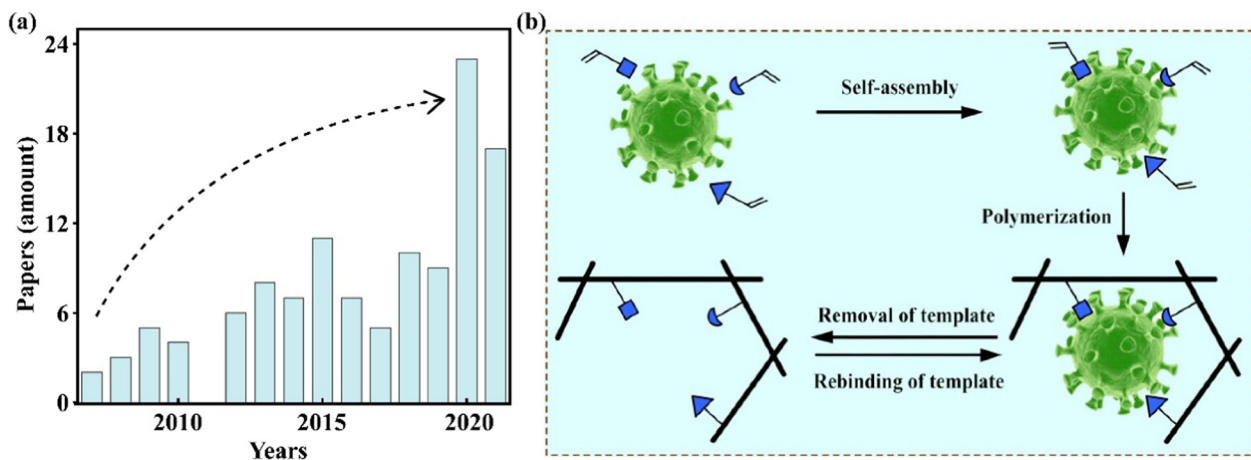 (a)
24
18
12
6
0
Papers (amount)
2010
2015
2020
Years
(b)
Self-assembly
Polymerization
Removal of template
Rebinding of template